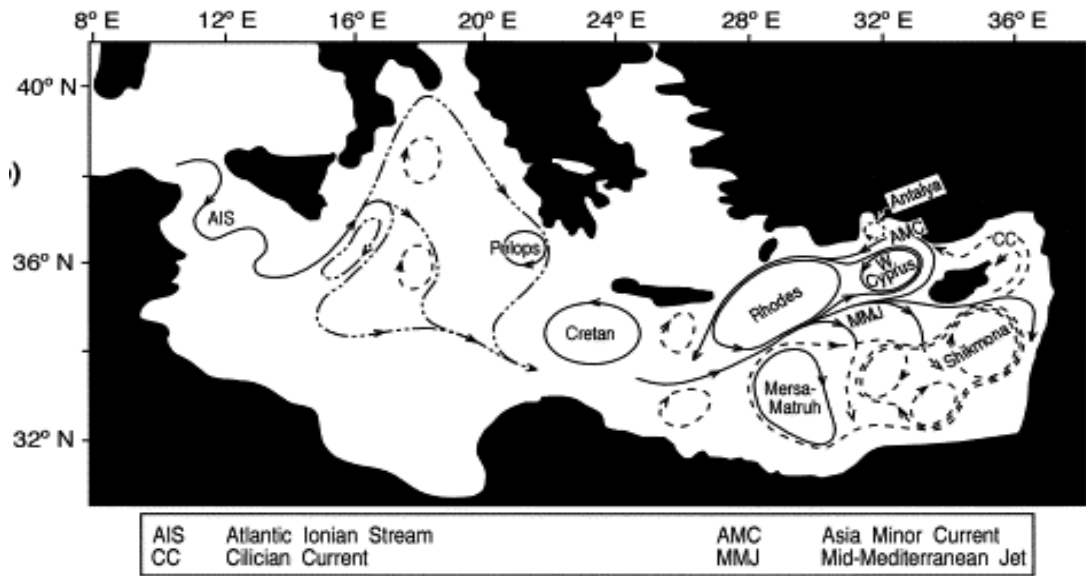 8° E 12° E 16° E 20° E 24° E 28° E 32° E 36° E
40° N
)
Antalya
AIS
AMC
CC
Pelops
36° N
W. Cyprus
Rhodes
MMJ
Cretan
Shikmona
Mersa-
Matruh
32° N
AIS Atlantic Ionian Stream AMC Asia Minor Current
CC Cilician Current MMJ Mid-Mediterranean Jet